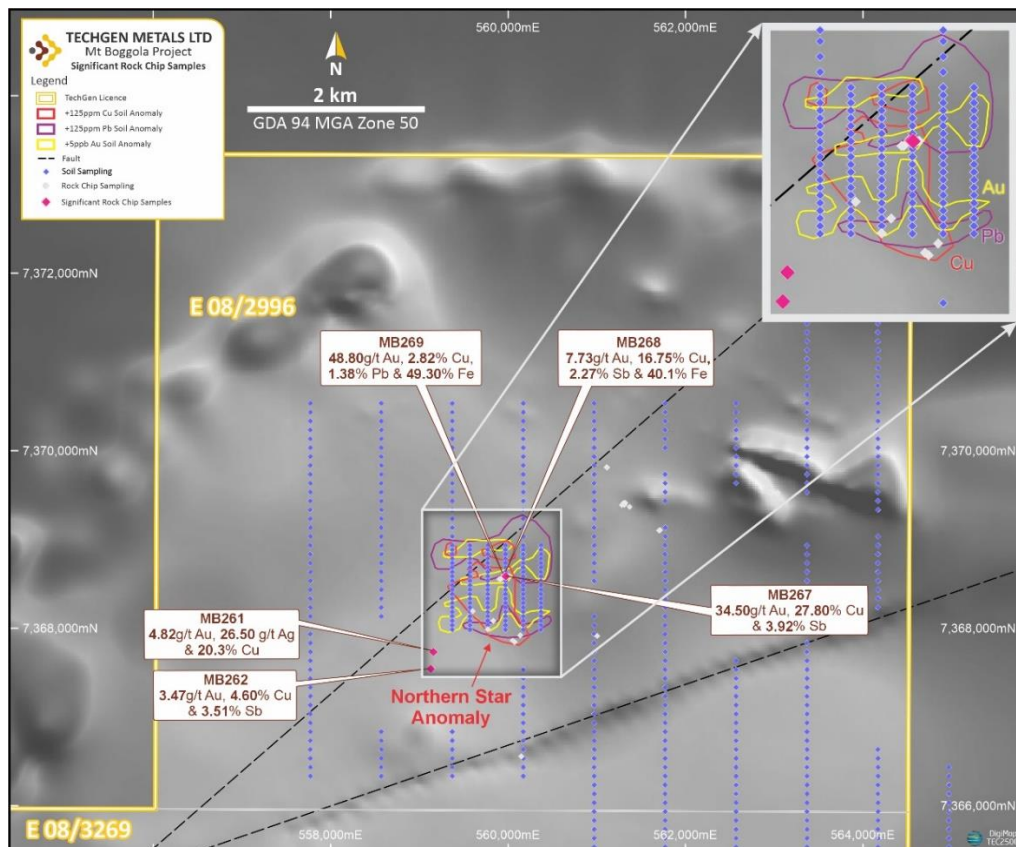 TECHGEN METALS LTD
Mt Boggola Project
Significant Rock Chip Samples
Legend
TechGen Licence
+125ppm Cu Soil Anomaly
+125ppm Pb Soil Anomaly
+5ppb Au Soil Anomaly
Fault
Soil Sampling
Rock Chip Sampling
Significant Rock Chip Samples
N
2 km
GDA 94 MGA Zone 50
560,000mE
562,000mE
Au
Pb
Cu
7,372,000mN
E 08/2996
MB269
48.80g/t Au, 2.82% Cu,
1.38% Pb & 49.30% Fe
MB268
7.73g/t Au, 16.75% Cu,
2.27% Sb & 40.1% Fe
7,370,000mN
7,370,000mN
MB267
34.50g/t Au, 27.80% Cu
& 3.92% Sb
MB261
4.82g/t Au, 26.50 g/t Ag
& 20.3% Cu
7,368,000mN
7,368,000mN
MB262
3.47g/t Au, 4.60% Cu
& 3.51% Sb
Northern Star
Anomaly
7,366,000mN
E 08/3269
558,000mE
560,000mE
562,000mE
564,000mE